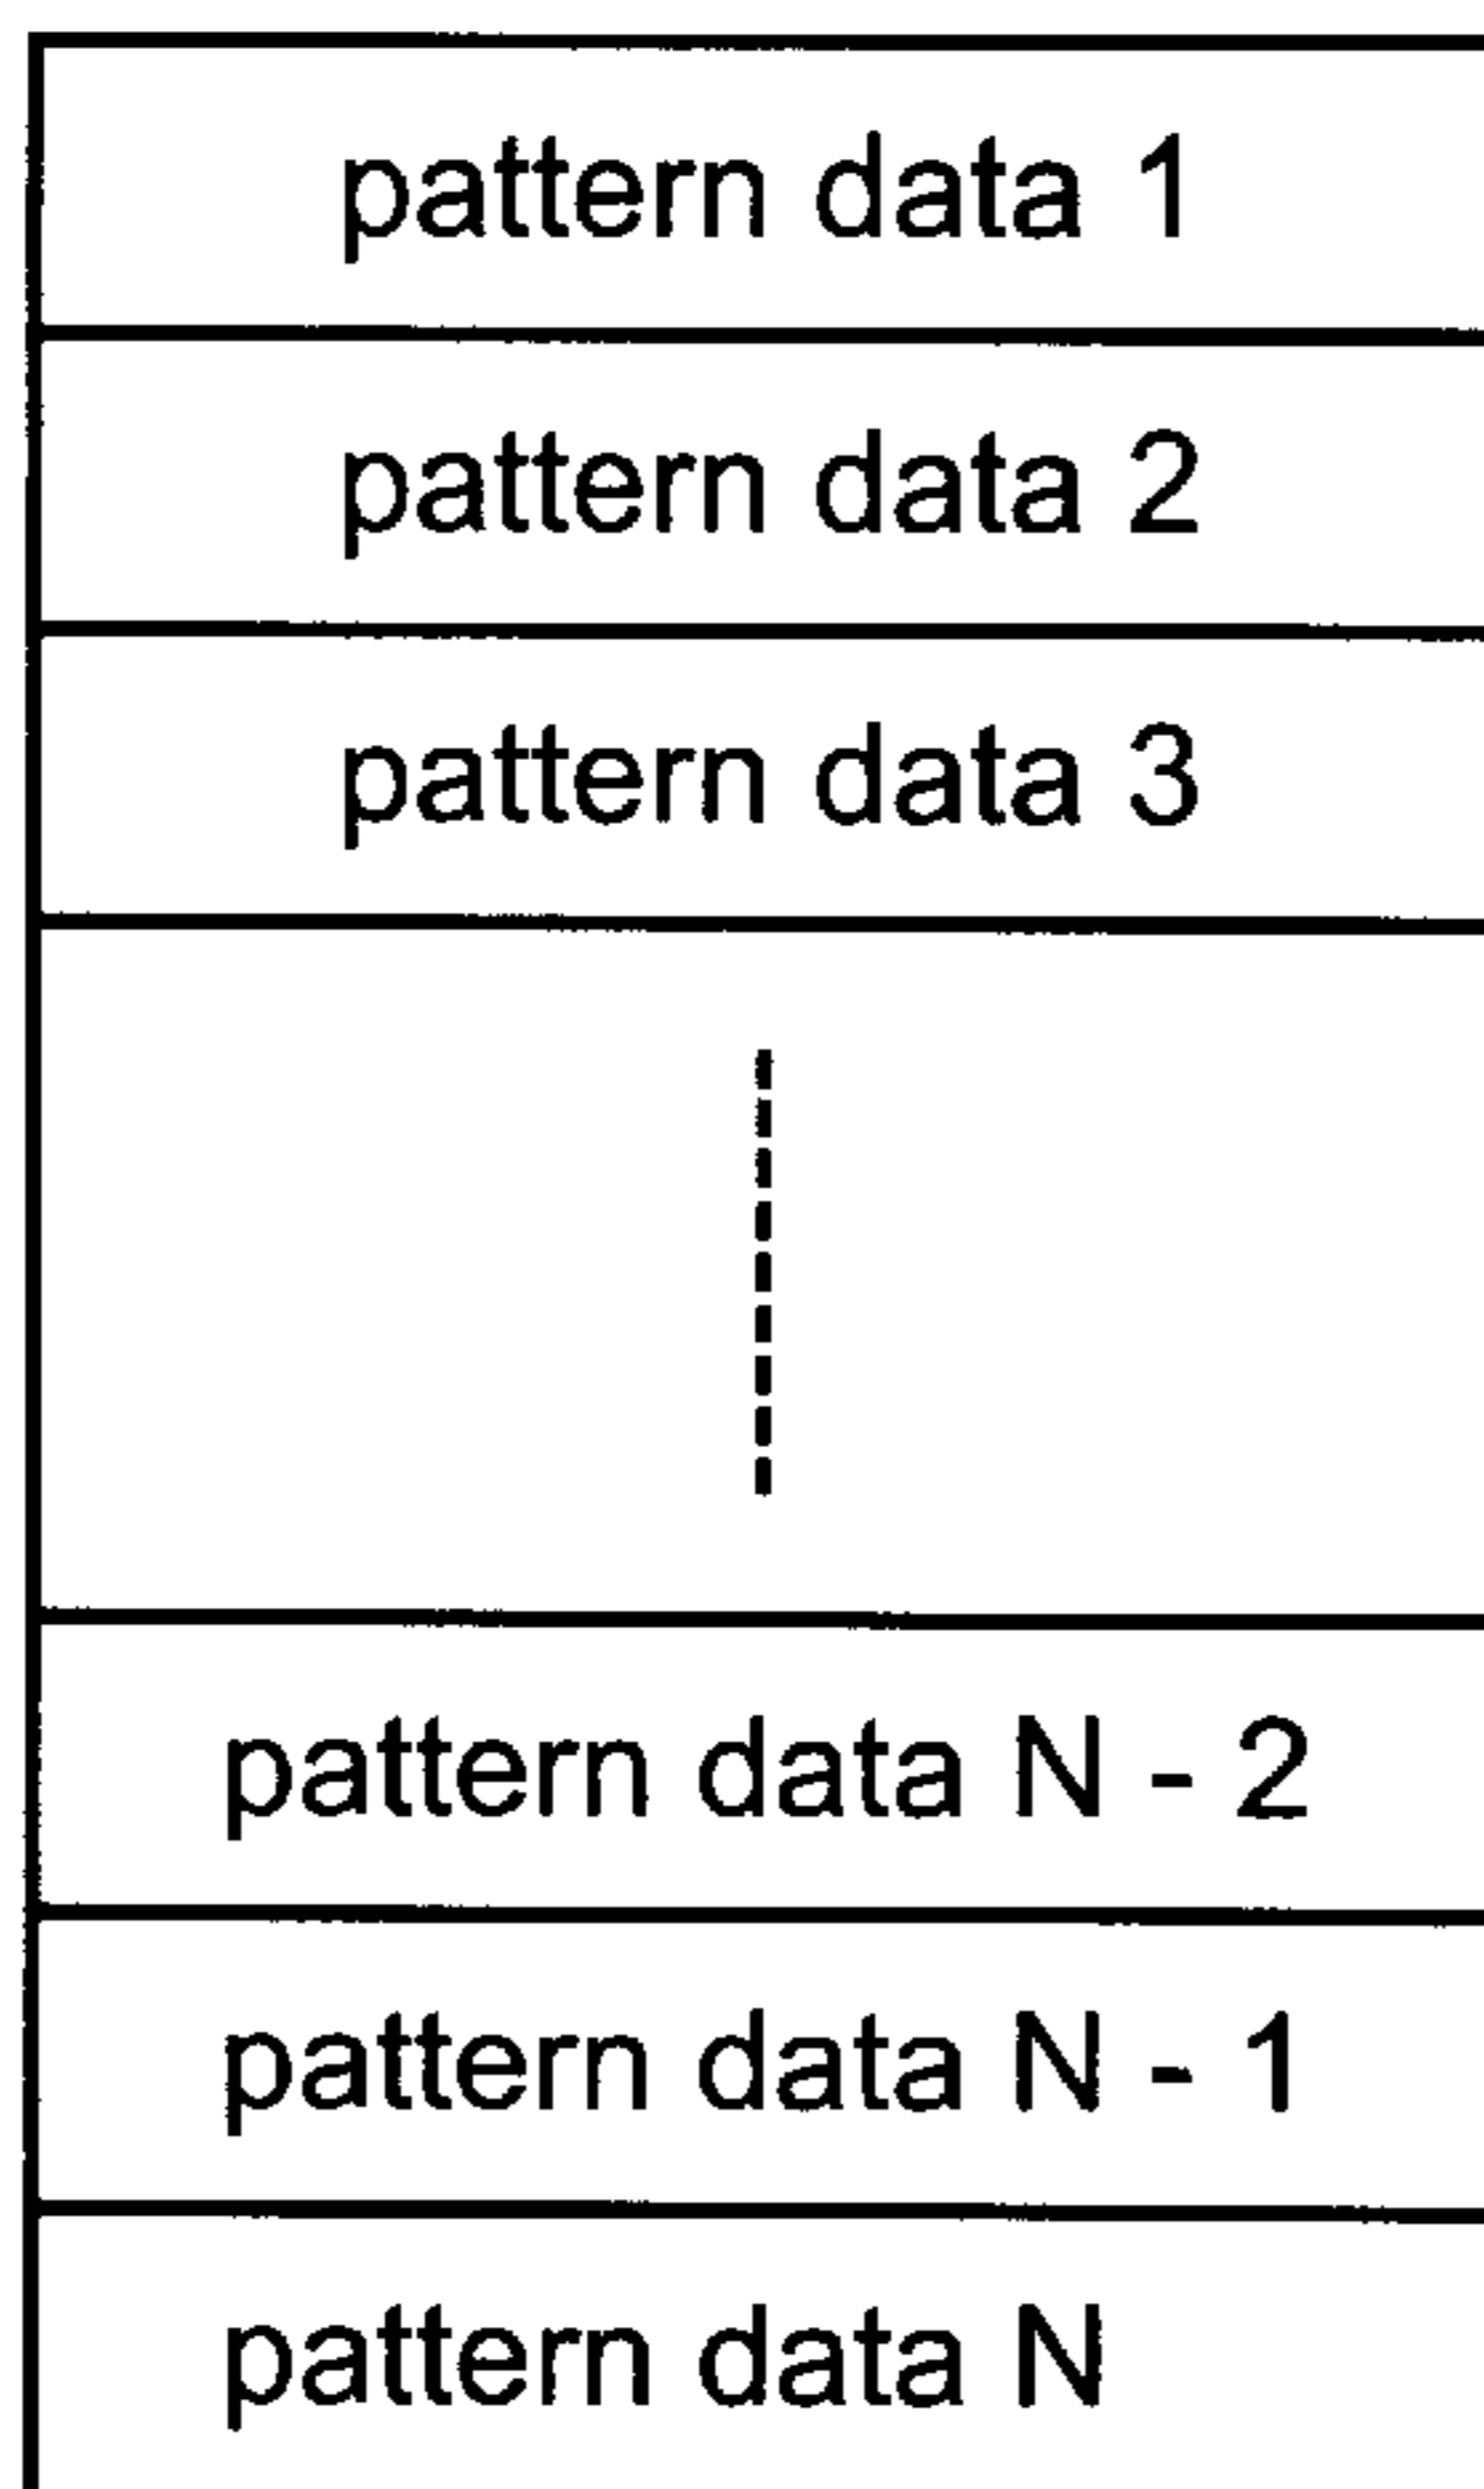 pattern data 1
pattern data 2
pattern data 3
pattern data N - 2
pattern data N - 1
pattern data N